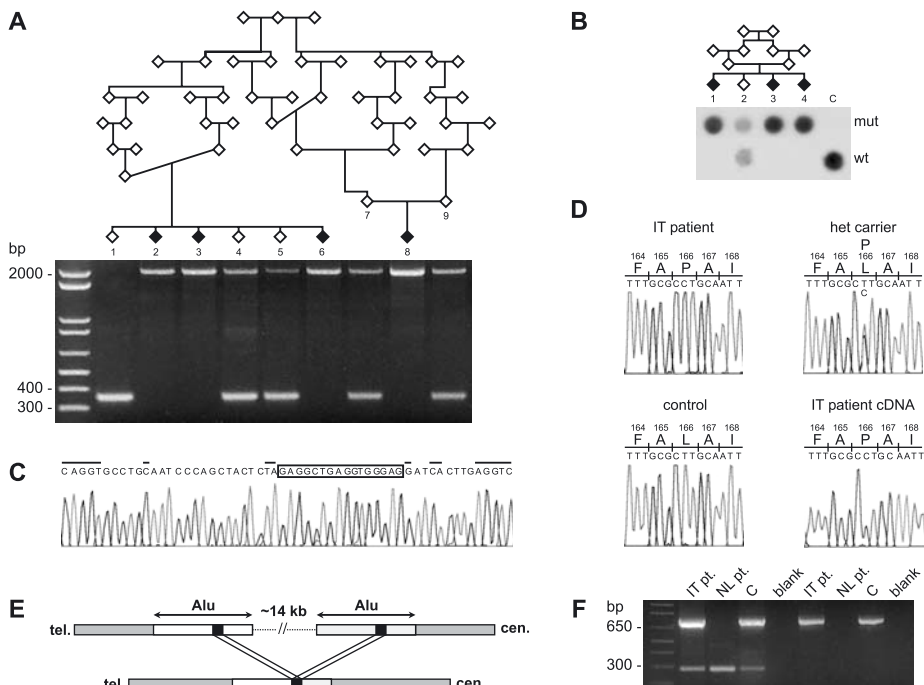 A
7
9
1 2 3 4 5 6 8
bp
2000 -
400 -
300 -
B
1 2 3 4 C
mut
wt
C
CAGGTGCCTGCAATCCCAGCTACTCTAGAGGCTGAGGTGGGAGGATCACTTGAGGTC
D
IT patient
164 165 166 167 168
F A P A I
TTTGCGCCTGCAATT
het carrier
P
164 165 166 167 168
F A L A I
TTTGCGCTTGCAATT
C
control
164 165 166 167 168
F A L A I
TTTGCGCTTGCAATT
IT patient cDNA
164 165 166 167 168
F A P A I
TTTGCGCCTGCAATT
E
Alu ~14 kb Alu
tel. // cen.
tel. cen.
F
IT pt. NL pt. C blank IT pt. NL pt. C blank
bp
650 -
300 -